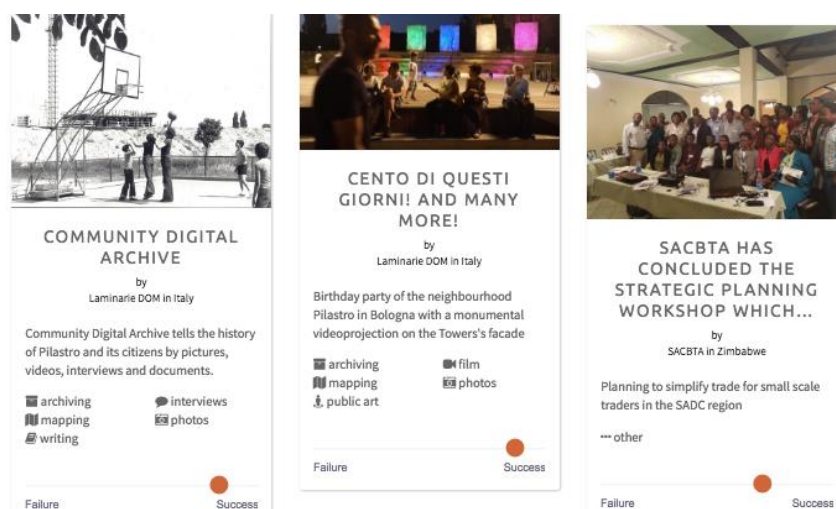 COMMUNITY DIGITAL
ARCHIVE
by
Laminarie DOM in Italy
Community Digital Archive tells the history
of Pilastro and its citizens by pictures,
videos, interviews and documents.
archiving
interviews
mapping
photos
writing
Failure
Success
CENTO DI QUESTI
GIORNI! AND MANY
MORE!
by
Laminarie DOM in Italy
Birthday party of the neighbourhood
Pilastro in Bologna with a monumental
videoprojection on the Towers's facade
archiving
film
mapping
photos
public art
Failure
Success
SACBTA HAS
CONCLUDED THE
STRATEGIC PLANNING
WORKSHOP WHICH...
by
SACBTA in Zimbabwe
Planning to simplify trade for small scale
traders in the SADC region
other
Failure
Success